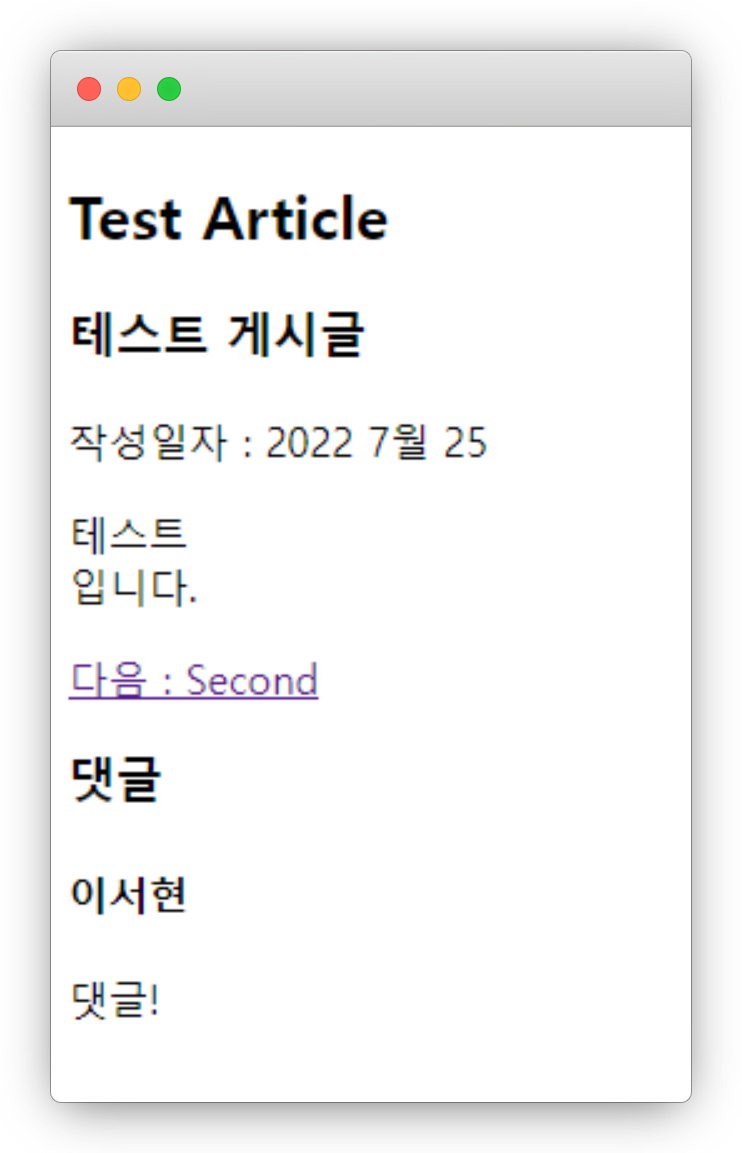 Test Article
테스트 게시글
작성일자 : 2022 7월 25
테스트
입니다.
다음 : Second
댓글
이서현
댓글!